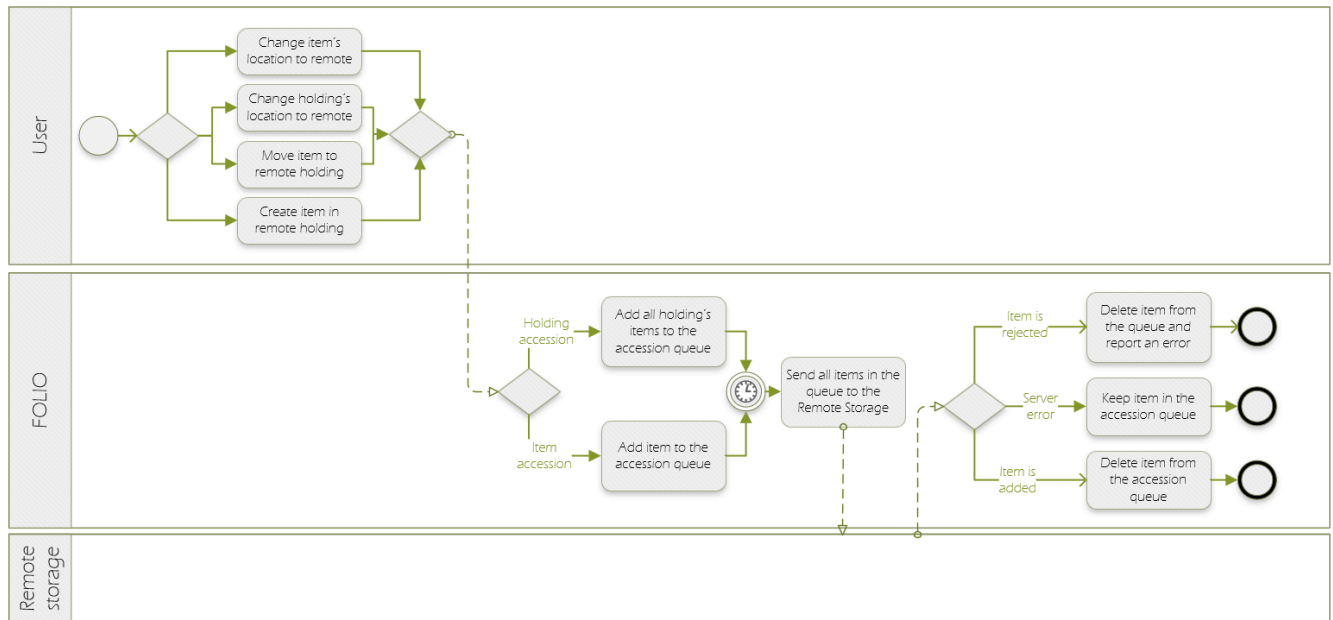 User
Change item's
location to remote
Change holding's
location to remote
Move item to
remote holding
Create item in
remote holding
FOLIO
Holding
accession
Item
accession
Add all holding's
items to the
accession queue
Add item to the
accession queue
Send all items in the
queue to the
Remote Storage
Item is
rejected
Server
error
Item is
added
Delete item from
the queue and
report an error
Keep item in the
accession queue
Delete item from
the accession
queue
Remote
storage